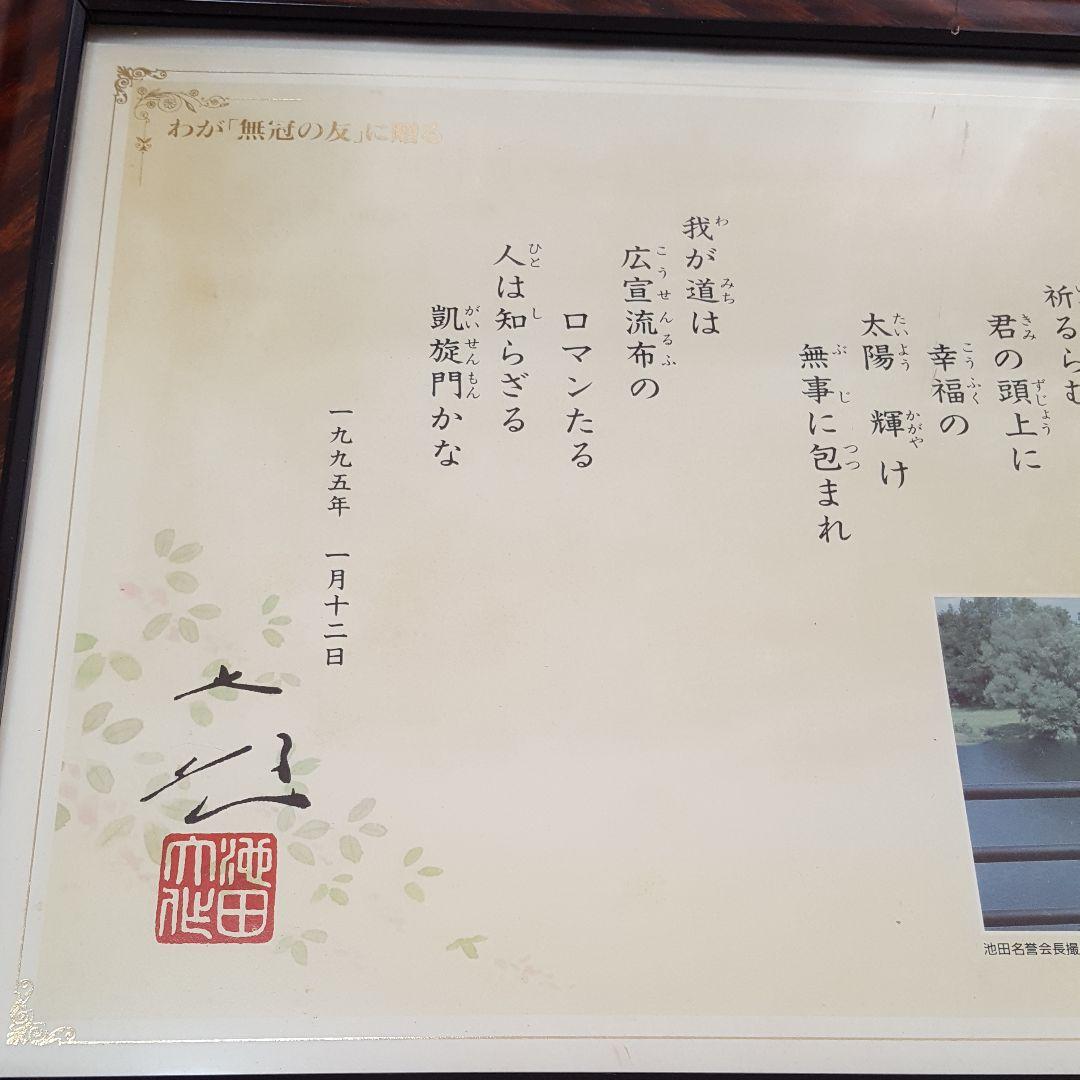 わが「無冠の友」に贈る
祈るらむ
君の頭上に
幸福の
太陽 輝け
無事に包まれ
我が道は
広宣流布の
ロマンたる
人は知らざる
凱旋門かな
一九九五年 一月十二日
大作
池田大作
池田名誉会長撮